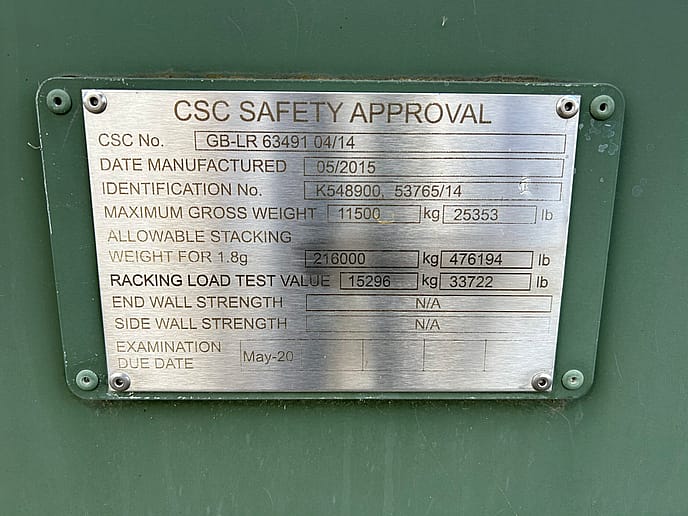 CSC SAFETY APPROVAL
CSC No. GB-LR 63491 04/14
DATE MANUFACTURED 05/2015
IDENTIFICATION No. K548900, 53765/14
MAXIMUM GROSS WEIGHT 11500 kg 25353 lb
ALLOWABLE STACKING
WEIGHT FOR 1.8g 216000 kg 476194 lb
RACKING LOAD TEST VALUE 15296 kg 33722 lb
END WALL STRENGTH N/A
SIDE WALL STRENGTH N/A
EXAMINATION
DUE DATE May-20